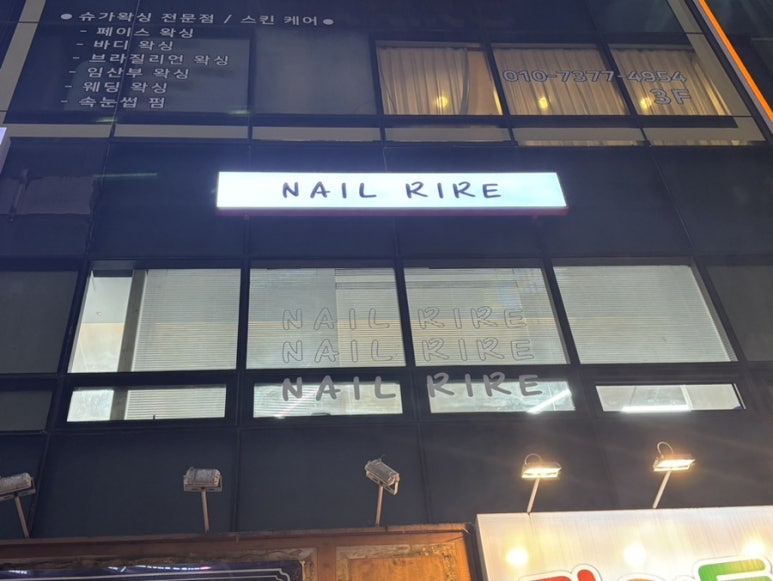 ● 슈가왁싱 전문점 / 스킨 케어 ●
- 페이스 왁싱
- 바디 왁싱
- 브라질리언 왁싱
- 임산부 왁싱
- 웨딩 왁싱
- 속눈썹 펌
010-7377-4954
3F
NAIL RIRE
NAIL RIRE
NAIL RIRE
NAIL RIRE